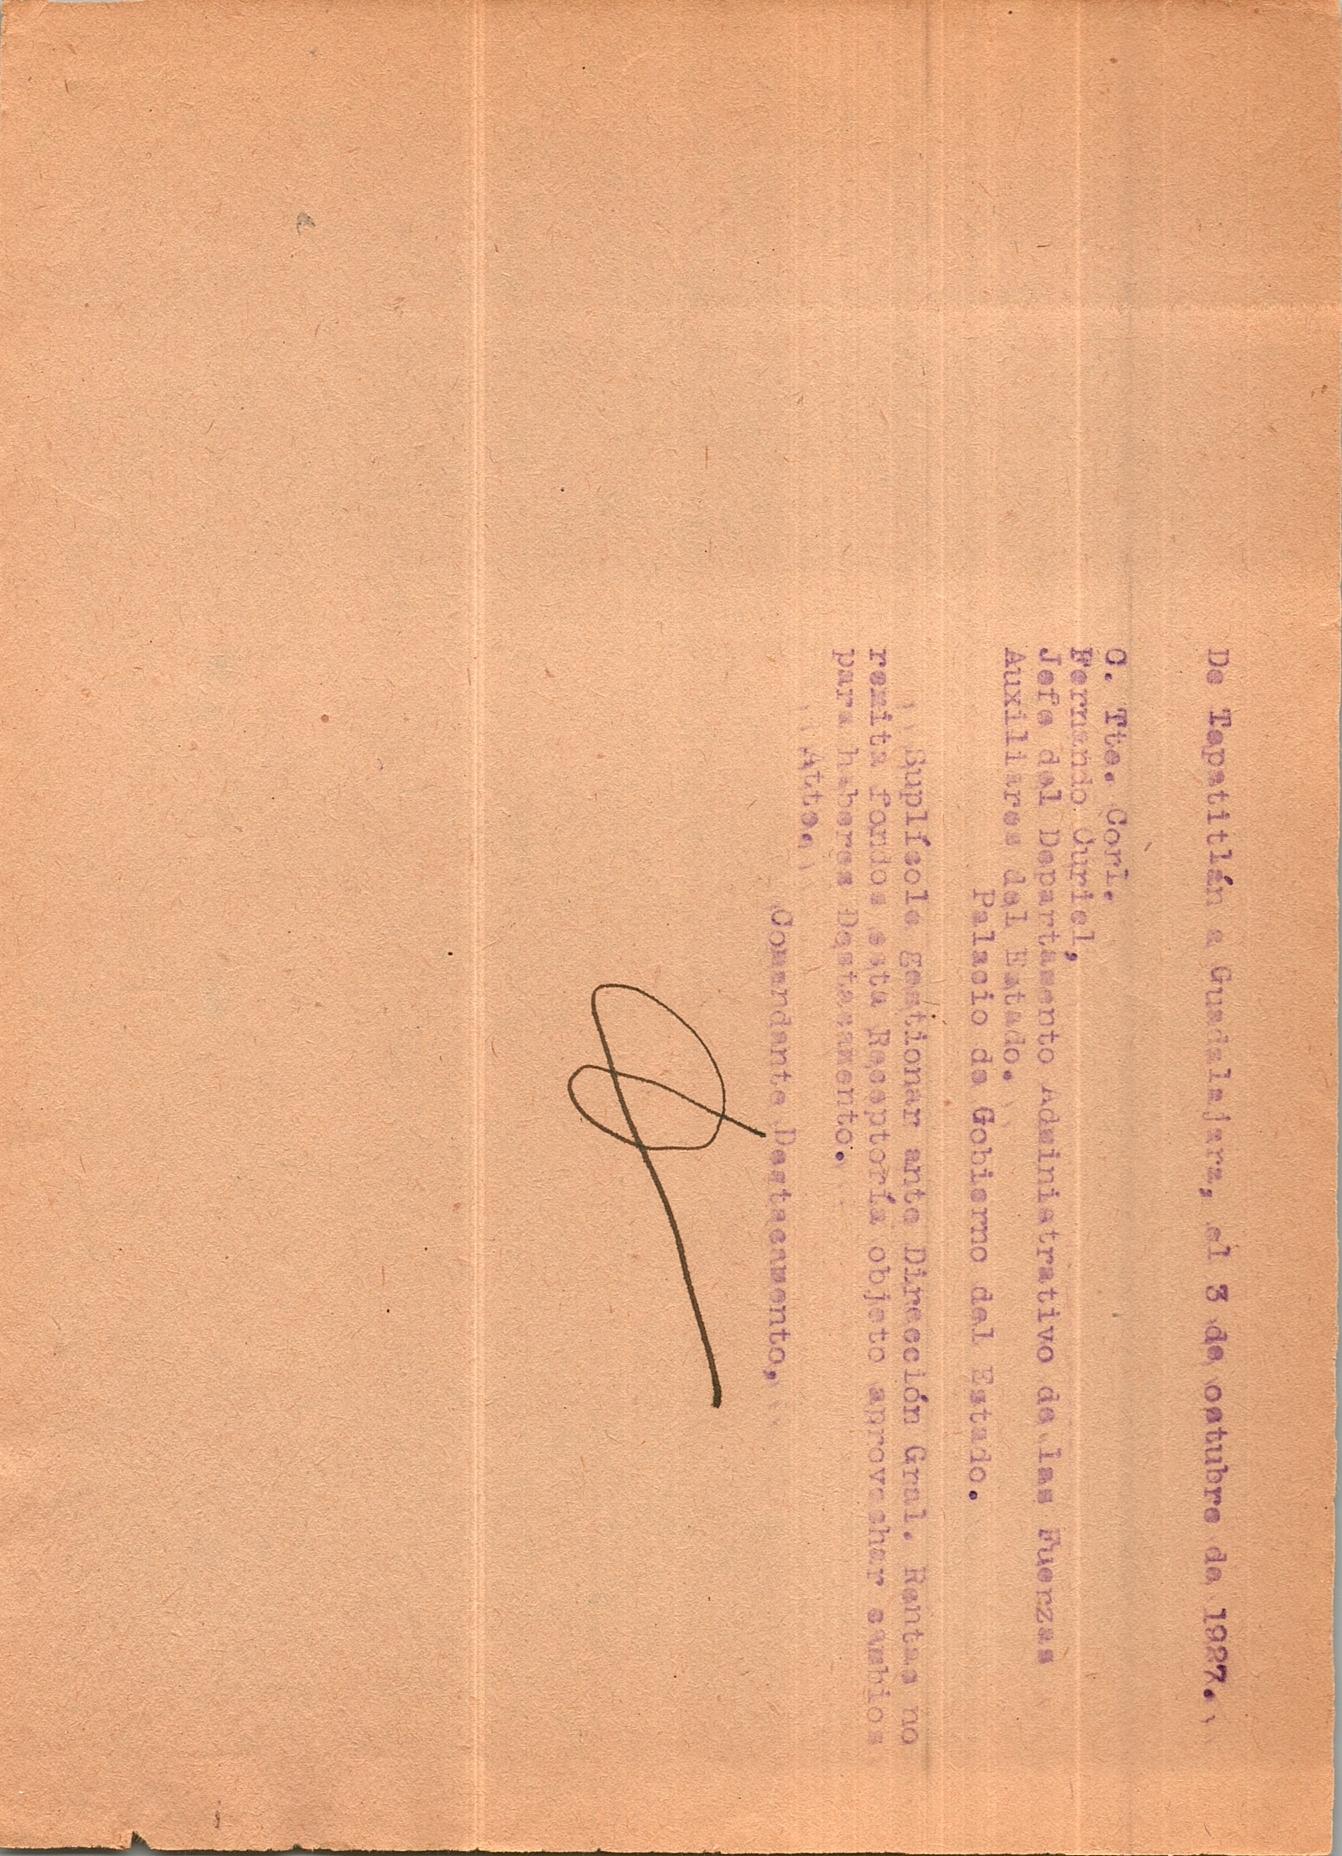 De Tepatitlán a Guadalajara, el 3 de octubre de 1927.
C. Tte. Corl.
Fernando Curiel,
Jefe del Departamento Administrativo de las Fuerzas
Auxiliares del Estado.
Palacio de Gobierno del Estado.
Suplícole gestionar ante Dirección Gral. Rentas no
remita fondos esta Receptoría objeto aprovechar cambios
para haberes Destacamento.
Atte.
Comandante Destacamento,